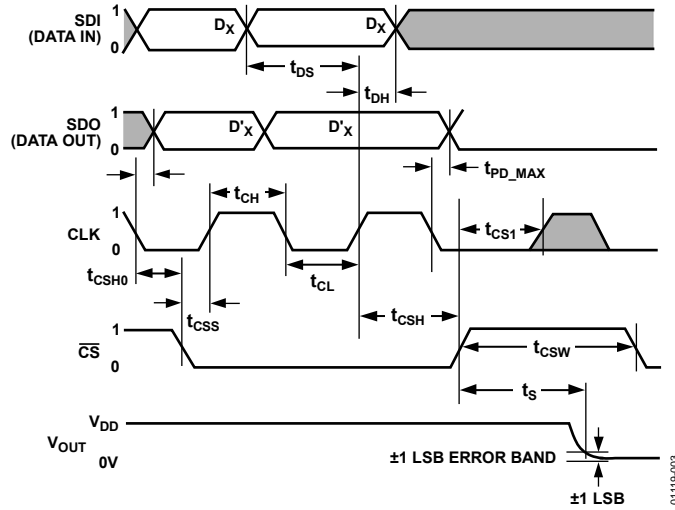 SDI
(DATA IN)
1
0
DX
DX
tDS
tDH
SDO
(DATA OUT)
1
0
D'X
D'X
tPD_MAX
tCH
CLK
1
0
tCS1
tCSH0
tCL
tCSS
tCSH
CS
1
0
tCSW
tS
VOUT
VDD
0V
±1 LSB ERROR BAND
±1 LSB
01119-003